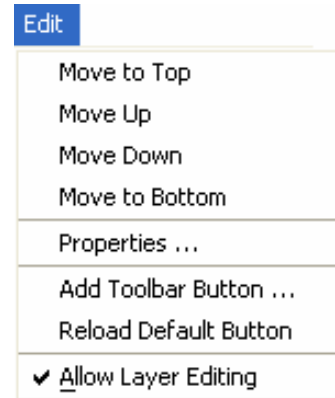 Edit
Move to Top
Move Up
Move Down
Move to Bottom
Properties ...
Add Toolbar Button ...
Reload Default Button
Allow Layer Editing